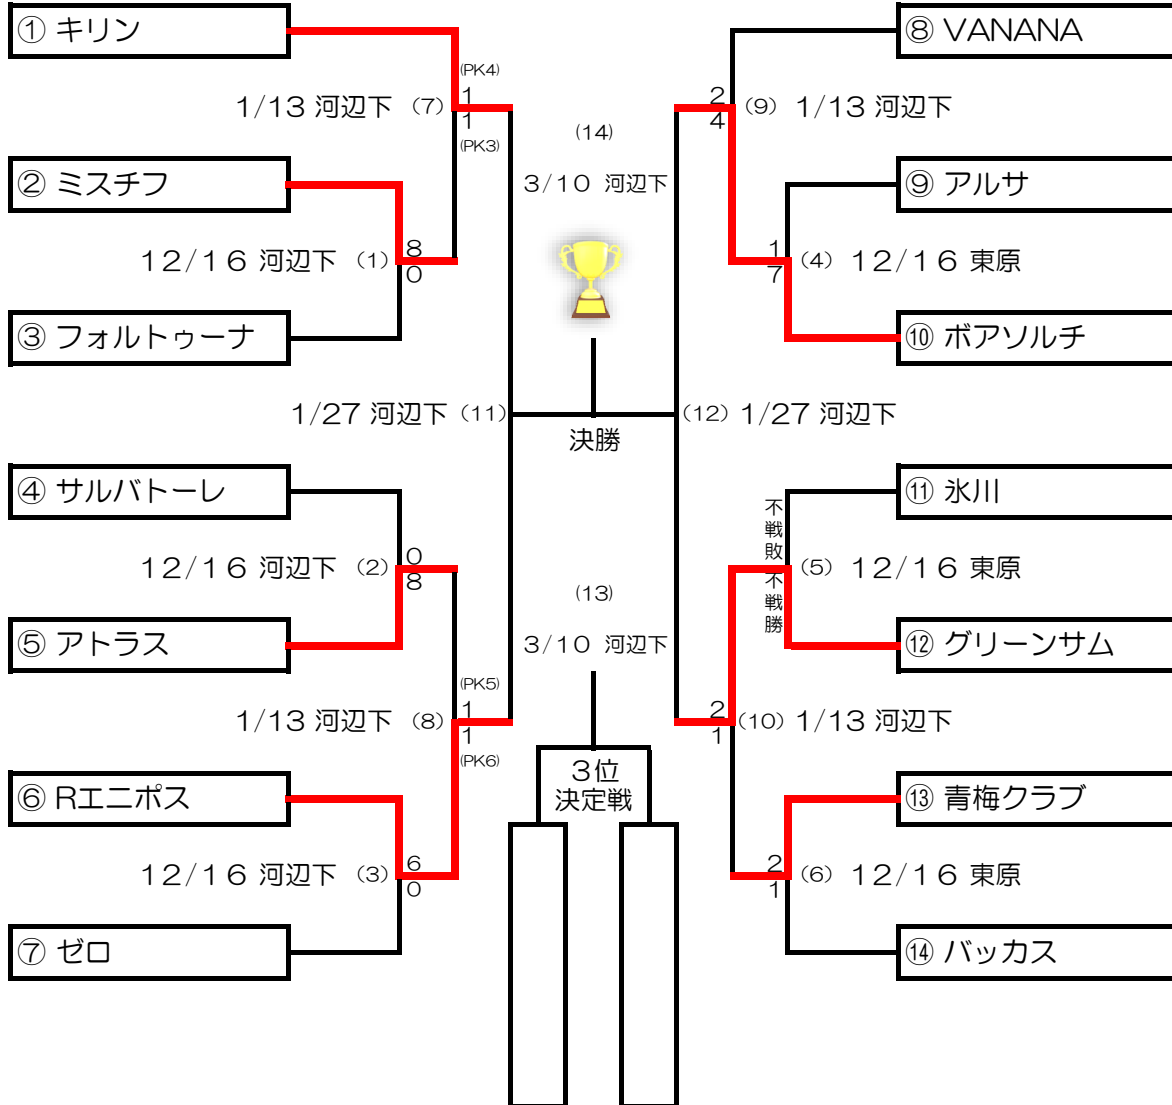 ① キリン
(PK4)
1
1/13 河辺下 (7)
1
(PK3)
② ミスチフ
8
12/16 河辺下 (1)
0
③ フォルトゥーナ
1/27 河辺下 (11)
④ サルバトーレ
0
12/16 河辺下 (2)
8
⑤ アトラス
(PK5)
1
1/13 河辺下 (8)
1
(PK6)
⑥ Rエニポス
6
12/16 河辺下 (3)
0
⑦ ゼロ
(14)
3/10 河辺下
決勝
(13)
3/10 河辺下
3位
決定戦
⑧ VANANA
2
(9) 1/13 河辺下
4
⑨ アルサ
1
(4) 12/16 東原
7
⑩ ボアソルチ
(12) 1/27 河辺下
⑪ 氷川
不戦敗
(5) 12/16 東原
不戦勝
⑫ グリーンサム
2
(10) 1/13 河辺下
1
⑬ 青梅クラブ
2
(6) 12/16 東原
1
⑭ バッカス